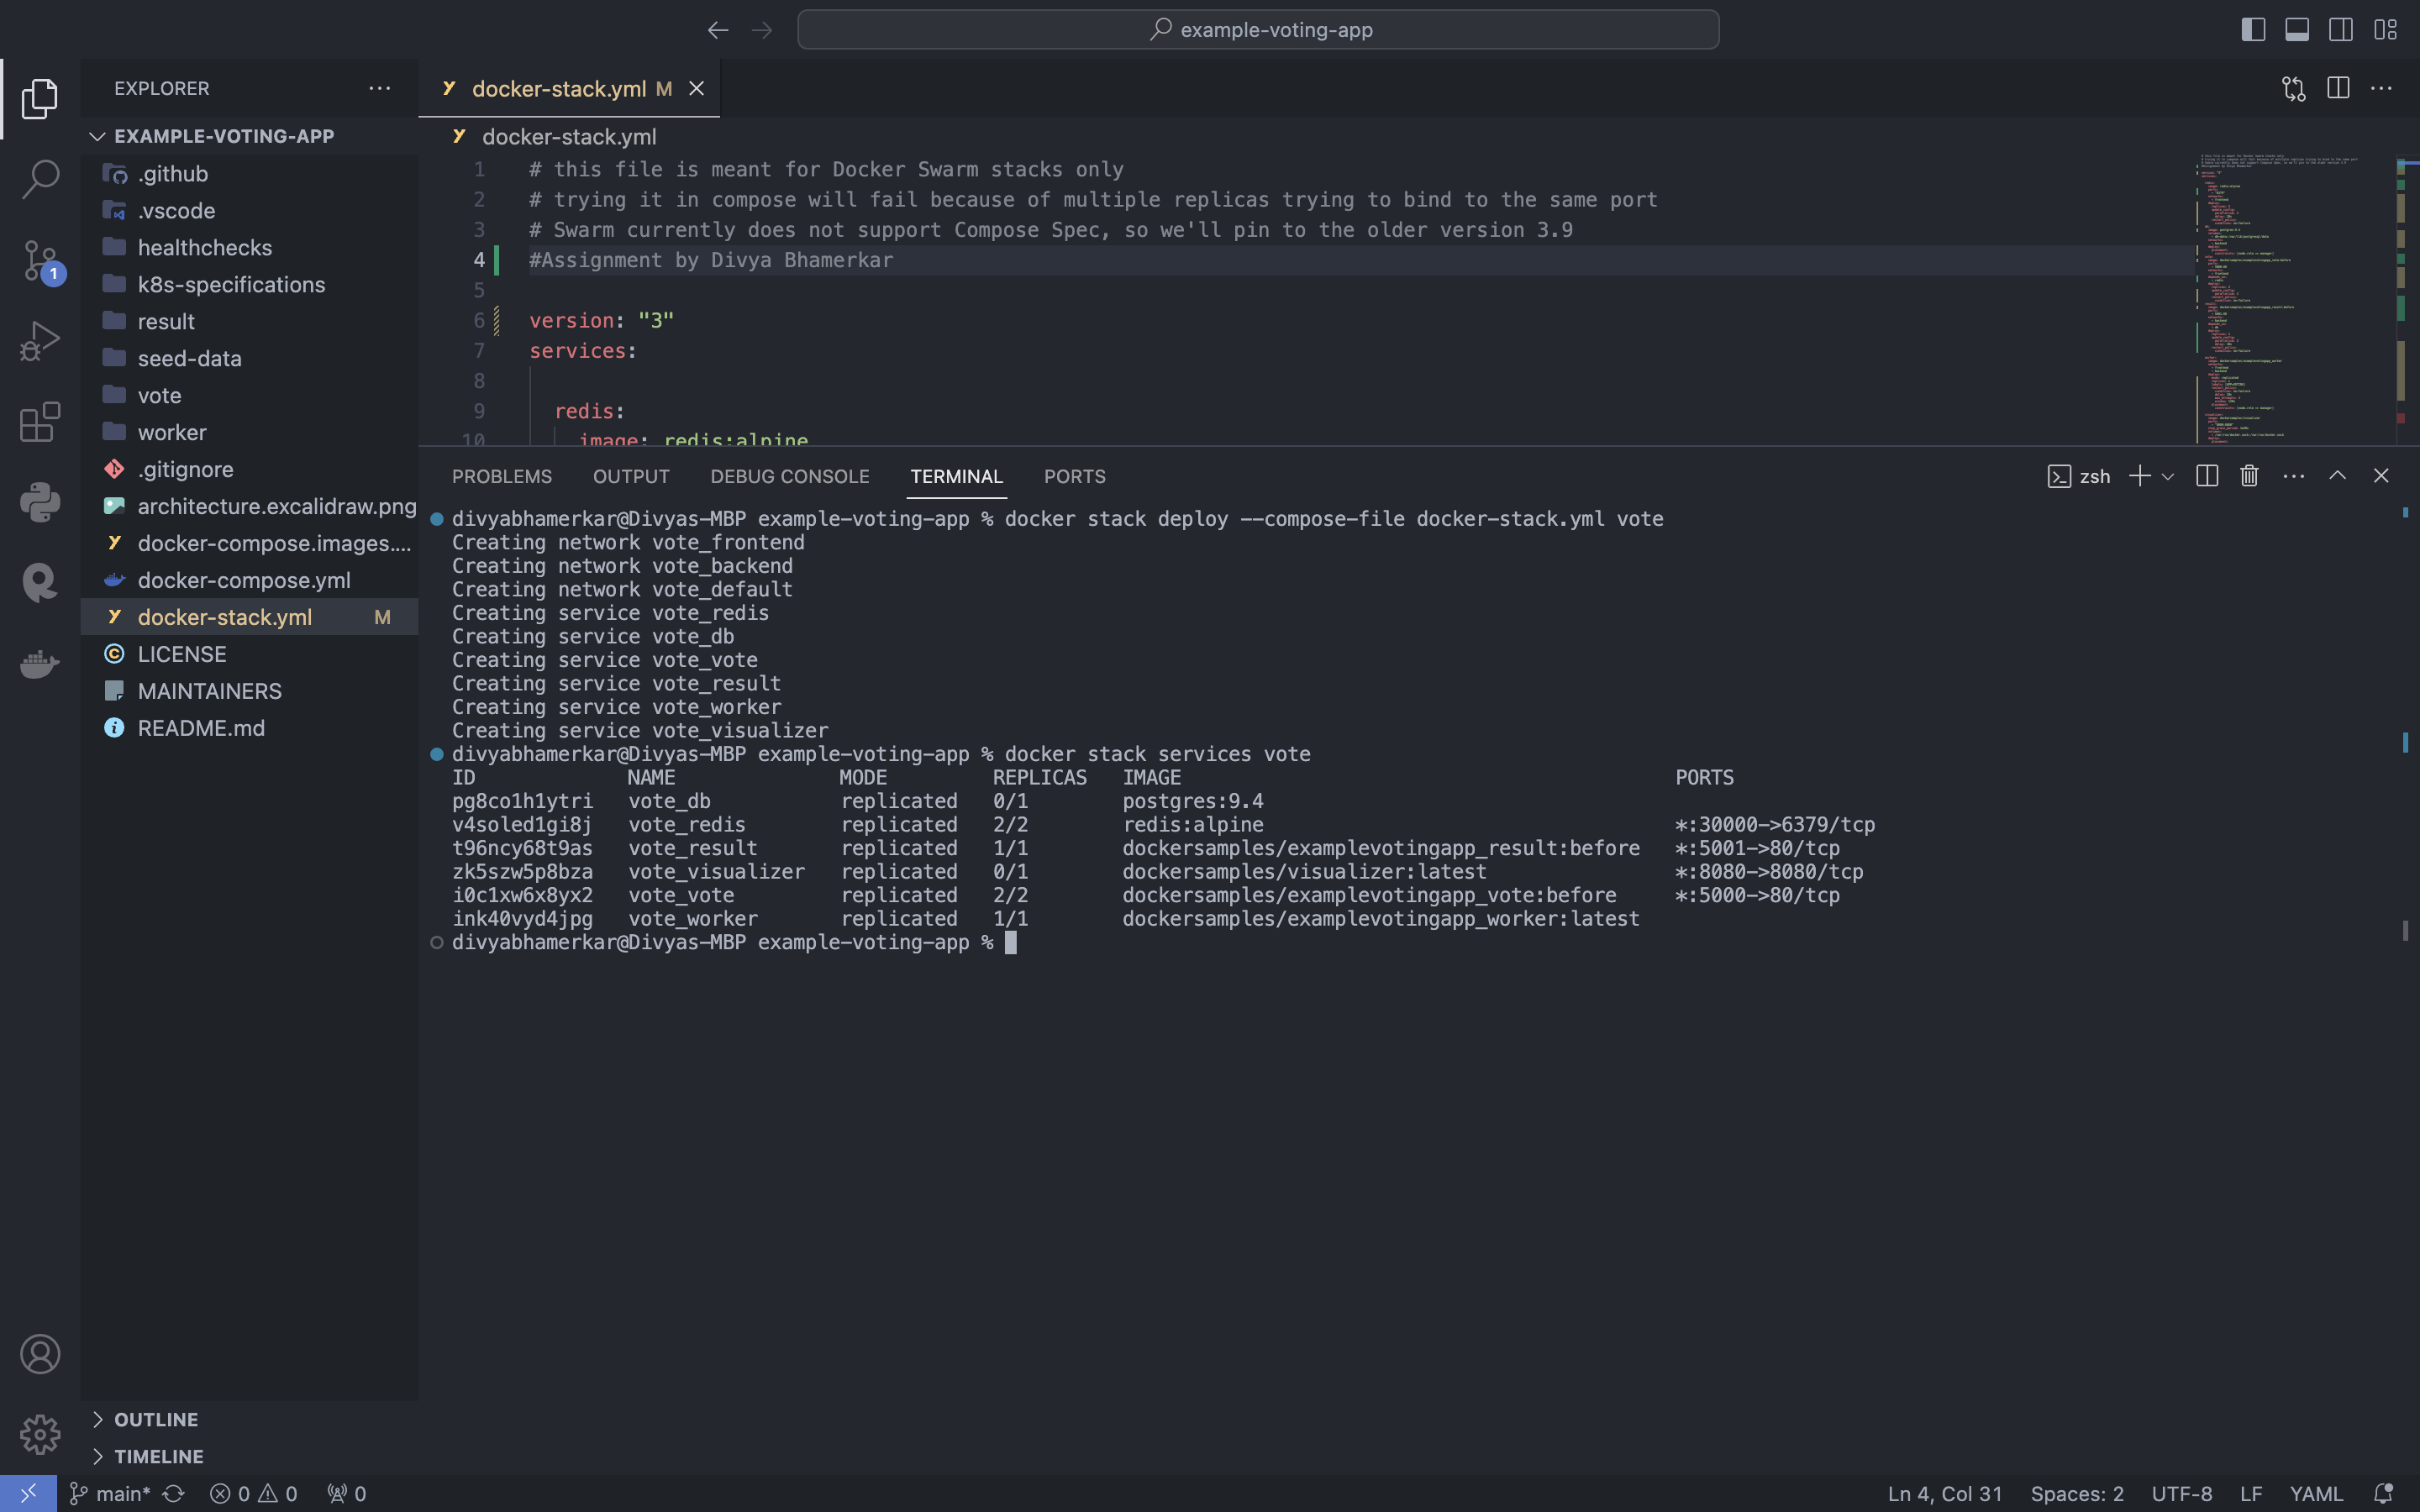 example-voting-app
EXPLORER
EXAMPLE-VOTING-APP
.github
.vscode
healthchecks
k8s-specifications
result
seed-data
vote
worker
.gitignore
architecture.excalidraw.png
docker-compose.images....
docker-compose.yml
docker-stack.yml M
LICENSE
MAINTAINERS
README.md
OUTLINE
TIMELINE
1
docker-stack.yml M
docker-stack.yml
1 # this file is meant for Docker Swarm stacks only
2 # trying it in compose will fail because of multiple replicas trying to bind to the same port
3 # Swarm currently does not support Compose Spec, so we'll pin to the older version 3.9
4 #Assignment by Divya Bhamerkar
5
6 version: "3"
7 services:
8
9 redis:
10 image: redis:alpine
PROBLEMS OUTPUT DEBUG CONSOLE TERMINAL PORTS
zsh
divyabhamerkar@Divyas-MBP example-voting-app % docker stack deploy --compose-file docker-stack.yml vote
Creating network vote_frontend
Creating network vote_backend
Creating network vote_default
Creating service vote_redis
Creating service vote_db
Creating service vote_vote
Creating service vote_result
Creating service vote_worker
Creating service vote_visualizer
divyabhamerkar@Divyas-MBP example-voting-app % docker stack services vote
ID NAME MODE REPLICAS IMAGE PORTS
pg8co1h1ytri vote_db replicated 0/1 postgres:9.4
v4soled1gi8j vote_redis replicated 2/2 redis:alpine *:30000->6379/tcp
t96ncy68t9as vote_result replicated 1/1 dockersamples/examplevotingapp_result:before *:5001->80/tcp
zk5szw5p8bza vote_visualizer replicated 0/1 dockersamples/visualizer:latest *:8080->8080/tcp
i0c1xw6x8yx2 vote_vote replicated 2/2 dockersamples/examplevotingapp_vote:before *:5000->80/tcp
ink40vyd4jpg vote_worker replicated 1/1 dockersamples/examplevotingapp_worker:latest
divyabhamerkar@Divyas-MBP example-voting-app %
main* 0 0 0
Ln 4, Col 31 Spaces: 2 UTF-8 LF YAML